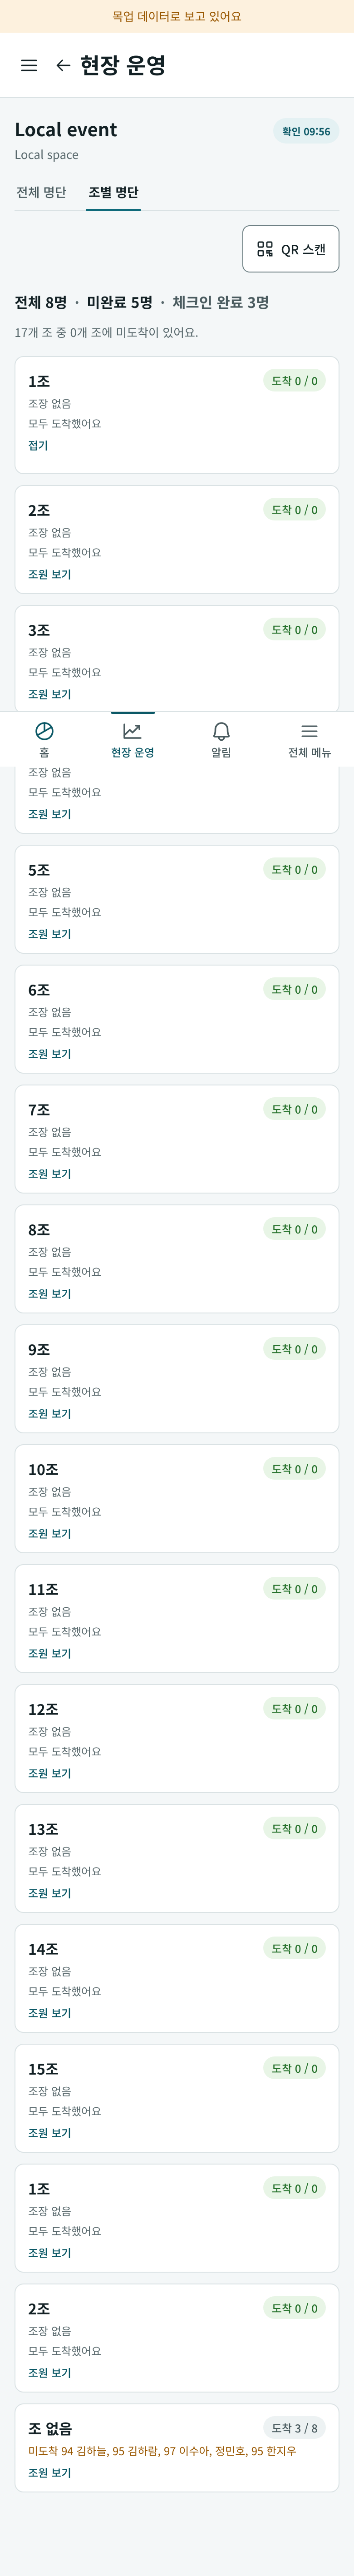 목업 데이터로 보고 있어요
현장 운영
Local event
확인 09:56
Local space
전체 명단 조별 명단
QR 스캔
전체 8명 · 미완료 5명 · 체크인 완료 3명
17개 조 중 0개 조에 미도착이 있어요.
1조
도착 0 / 0
조장 없음
모두 도착했어요
접기
2조
도착 0 / 0
조장 없음
모두 도착했어요
조원 보기
3조
도착 0 / 0
조장 없음
모두 도착했어요
조원 보기
홈 현장 운영 알림 전체 메뉴
조장 없음
모두 도착했어요
조원 보기
5조
도착 0 / 0
조장 없음
모두 도착했어요
조원 보기
6조
도착 0 / 0
조장 없음
모두 도착했어요
조원 보기
7조
도착 0 / 0
조장 없음
모두 도착했어요
조원 보기
8조
도착 0 / 0
조장 없음
모두 도착했어요
조원 보기
9조
도착 0 / 0
조장 없음
모두 도착했어요
조원 보기
10조
도착 0 / 0
조장 없음
모두 도착했어요
조원 보기
11조
도착 0 / 0
조장 없음
모두 도착했어요
조원 보기
12조
도착 0 / 0
조장 없음
모두 도착했어요
조원 보기
13조
도착 0 / 0
조장 없음
모두 도착했어요
조원 보기
14조
도착 0 / 0
조장 없음
모두 도착했어요
조원 보기
15조
도착 0 / 0
조장 없음
모두 도착했어요
조원 보기
1조
도착 0 / 0
조장 없음
모두 도착했어요
조원 보기
2조
도착 0 / 0
조장 없음
모두 도착했어요
조원 보기
조 없음
도착 3 / 8
미도착 94 김하늘, 95 김하람, 97 이수아, 정민호, 95 한지우
조원 보기